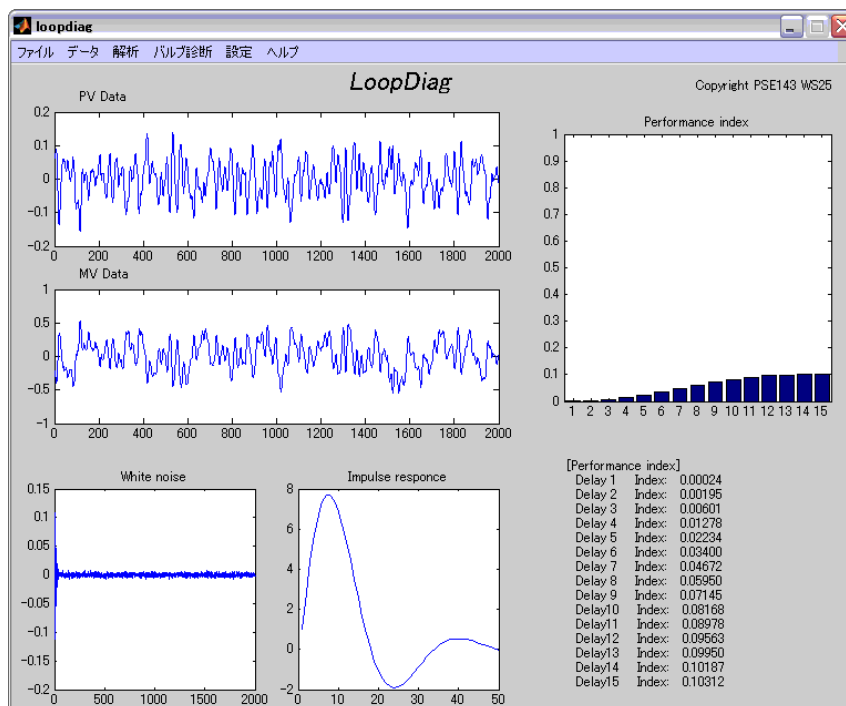 loopdiag
ファイル データ 解析 バルブ診断 設定 ヘルプ
LoopDiag
Copyright PSE143 WS25
PV Data
0.2
0.1
0
-0.1
-0.2
0 200 400 600 800 1000 1200 1400 1600 1800 2000
MV Data
1
0.5
0
-0.5
-1
0 200 400 600 800 1000 1200 1400 1600 1800 2000
Performance index
1
0.9
0.8
0.7
0.6
0.5
0.4
0.3
0.2
0.1
0
1 2 3 4 5 6 7 8 9 10 11 12 13 14 15
White noise
0.15
0.1
0.05
0
-0.05
-0.1
-0.15
-0.2
0 500 1000 1500 2000
Impulse responce
8
6
4
2
0
-2
0 10 20 30 40 50
[Performance index]
Delay 1 Index: 0.00024
Delay 2 Index: 0.00195
Delay 3 Index: 0.00601
Delay 4 Index: 0.01278
Delay 5 Index: 0.02234
Delay 6 Index: 0.03400
Delay 7 Index: 0.04672
Delay 8 Index: 0.05950
Delay 9 Index: 0.07145
Delay10 Index: 0.08168
Delay11 Index: 0.08978
Delay12 Index: 0.09563
Delay13 Index: 0.09950
Delay14 Index: 0.10187
Delay15 Index: 0.10312